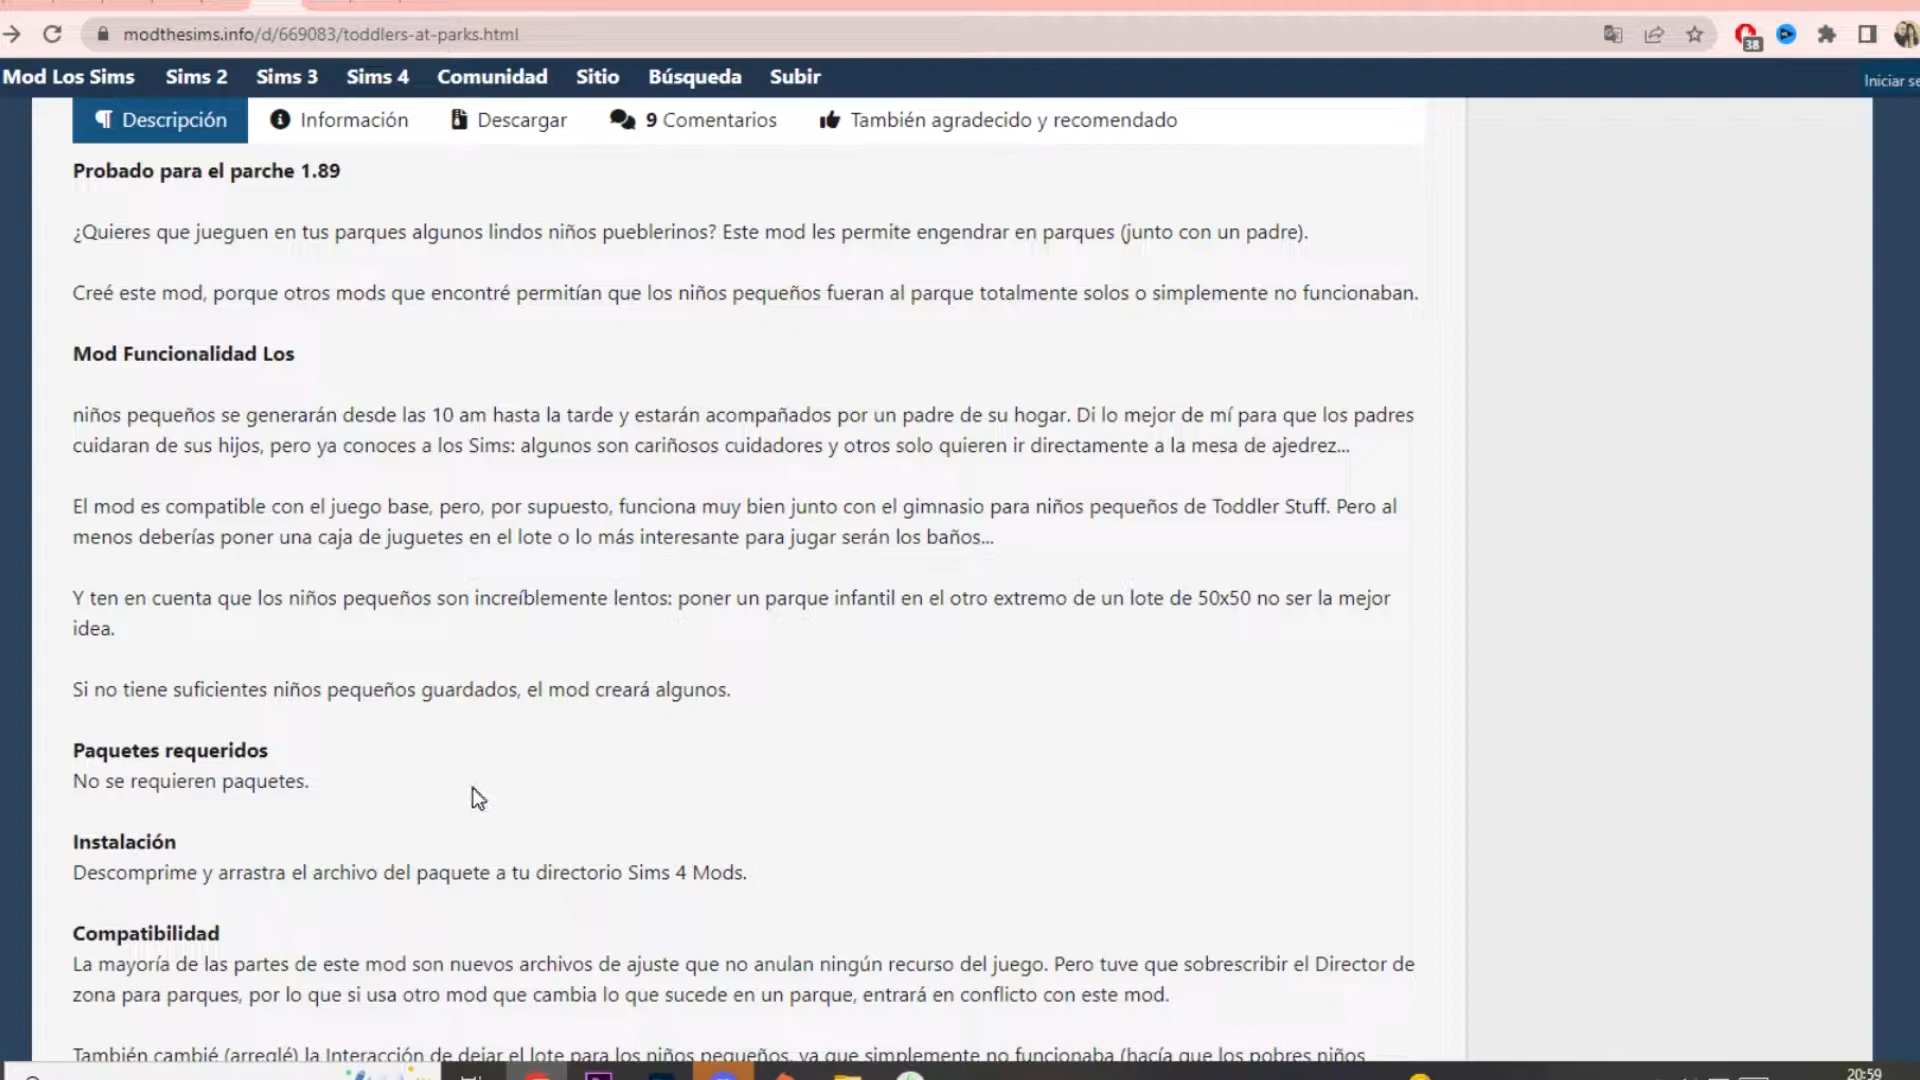 modthesims.info/d/669083/toddlers-at-parks.html
38
Mod Los Sims Sims 2 Sims 3 Sims 4 Comunidad Sitio Búsqueda Subir Iniciar se
Descripción Información Descargar 9 Comentarios También agradecido y recomendado
Probado para el parche 1.89
¿Quieres que jueguen en tus parques algunos lindos niños pueblerinos? Este mod les permite engendrar en parques (junto con un padre).
Creé este mod, porque otros mods que encontré permitían que los niños pequeños fueran al parque totalmente solos o simplemente no funcionaban.
Mod Funcionalidad Los
niños pequeños se generarán desde las 10 am hasta la tarde y estarán acompañados por un padre de su hogar. Di lo mejor de mí para que los padres
cuidaran de sus hijos, pero ya conoces a los Sims: algunos son cariñosos cuidadores y otros solo quieren ir directamente a la mesa de ajedrez...
El mod es compatible con el juego base, pero, por supuesto, funciona muy bien junto con el gimnasio para niños pequeños de Toddler Stuff. Pero al
menos deberías poner una caja de juguetes en el lote o lo más interesante para jugar serán los baños...
Y ten en cuenta que los niños pequeños son increíblemente lentos: poner un parque infantil en el otro extremo de un lote de 50x50 no ser la mejor
idea.
Si no tiene suficientes niños pequeños guardados, el mod creará algunos.
Paquetes requeridos
No se requieren paquetes.
Instalación
Descomprime y arrastra el archivo del paquete a tu directorio Sims 4 Mods.
Compatibilidad
La mayoría de las partes de este mod son nuevos archivos de ajuste que no anulan ningún recurso del juego. Pero tuve que sobrescribir el Director de
zona para parques, por lo que si usa otro mod que cambia lo que sucede en un parque, entrará en conflicto con este mod.
También cambié (arreglé) la Interacción de dejar el lote para los niños pequeños, ya que simplemente no funcionaba (hacía que los pobres niños
20:59